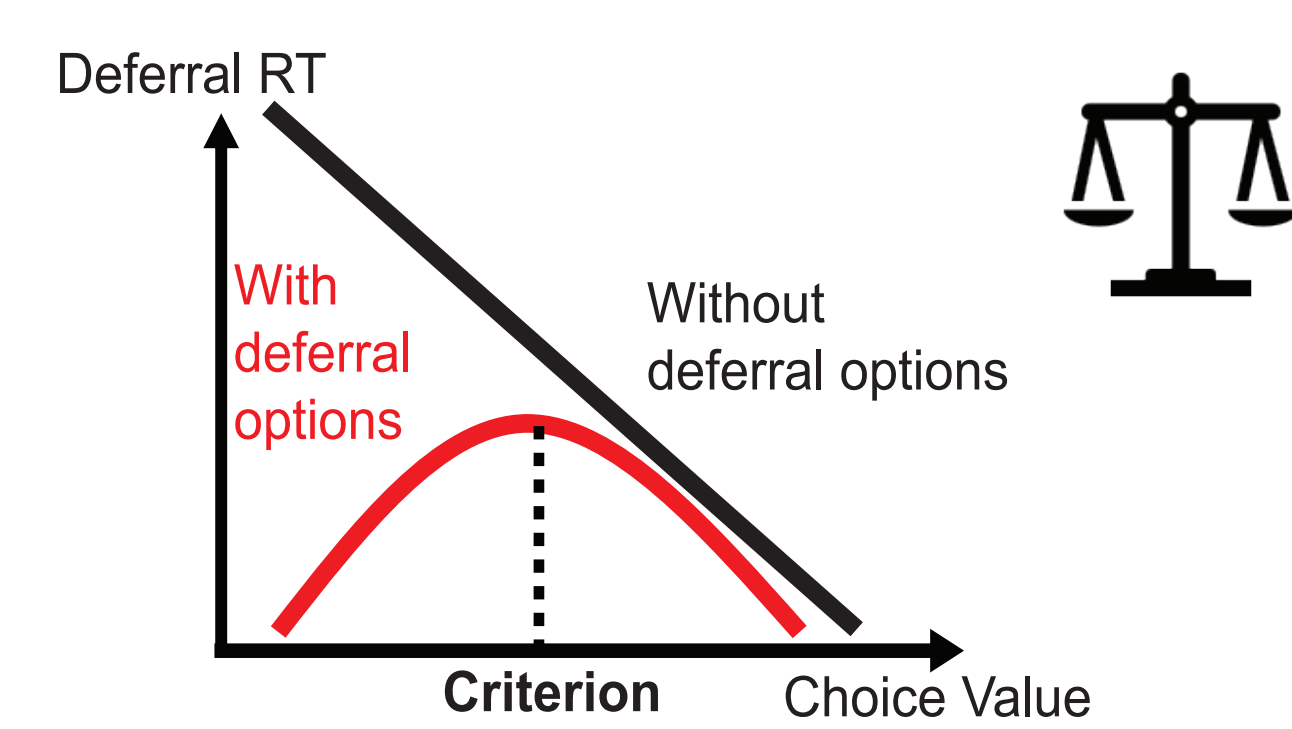 Deferral RT
With
deferral
options
Without
deferral options
Criterion
Choice Value